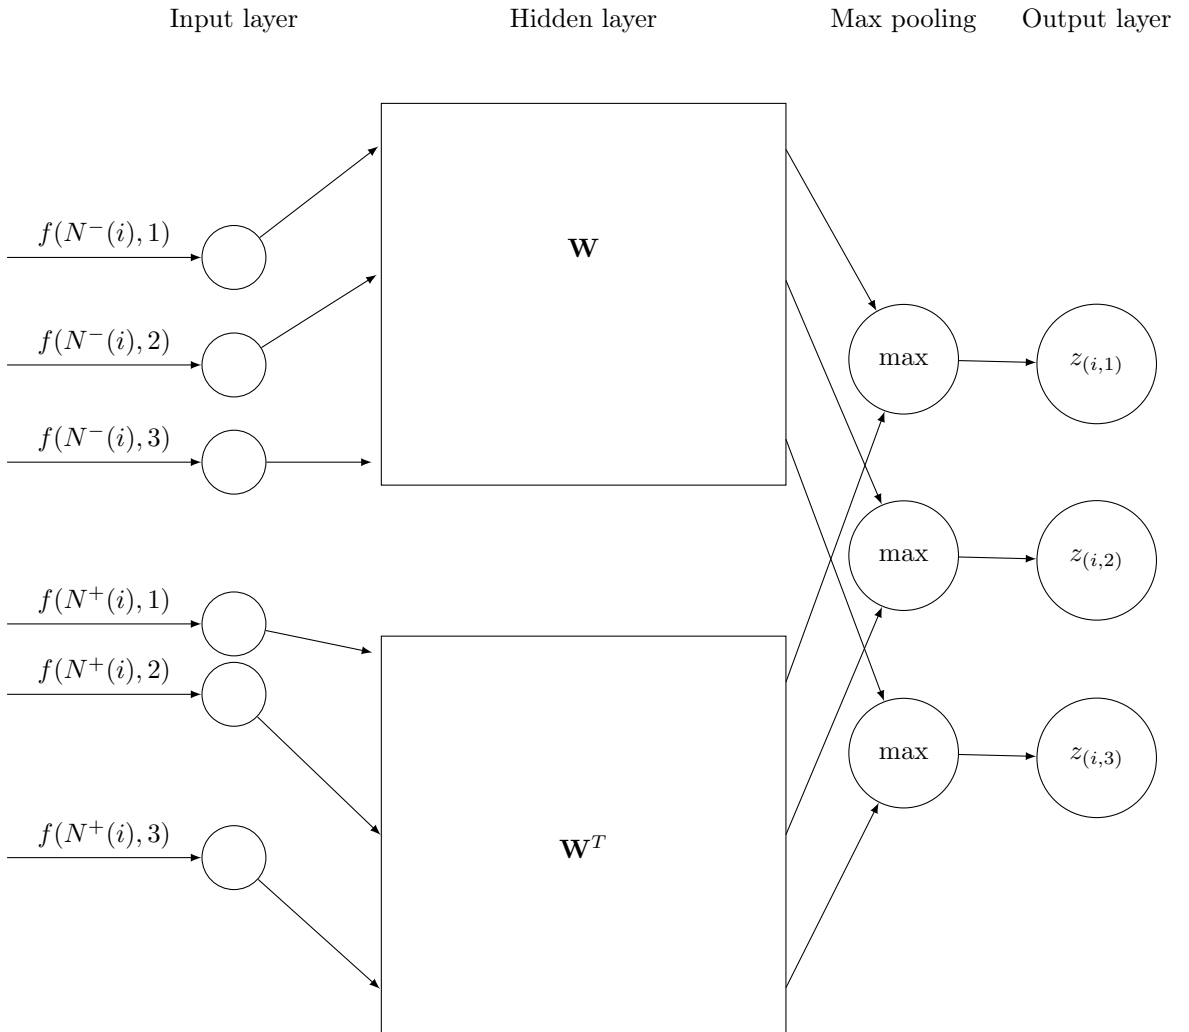 Input layer
Hidden layer
Max pooling
Output layer
f(N⁻(i), 1)
f(N⁻(i), 2)
f(N⁻(i), 3)
f(N⁺(i), 1)
f(N⁺(i), 2)
f(N⁺(i), 3)
W
Wᵀ
max
max
max
z₍ᵢ,₁₎
z₍ᵢ,₂₎
z₍ᵢ,₃₎